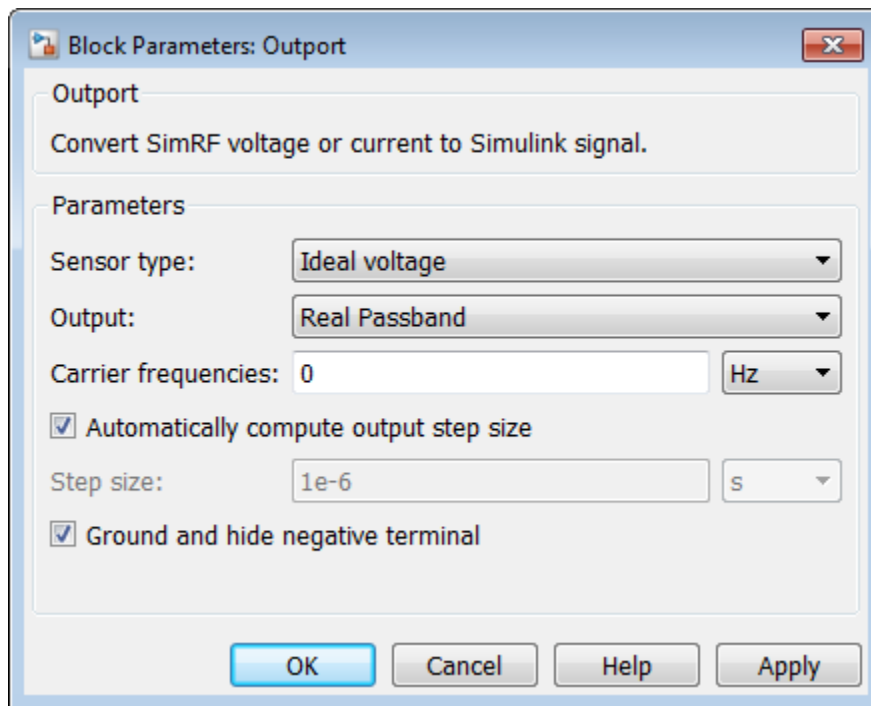 Block Parameters: Outport
Outport
Convert SimRF voltage or current to Simulink signal.
Parameters
Sensor type: Ideal voltage
Output: Real Passband
Carrier frequencies: 0 Hz
Automatically compute output step size
Step size: 1e-6 s
Ground and hide negative terminal
OK Cancel Help Apply